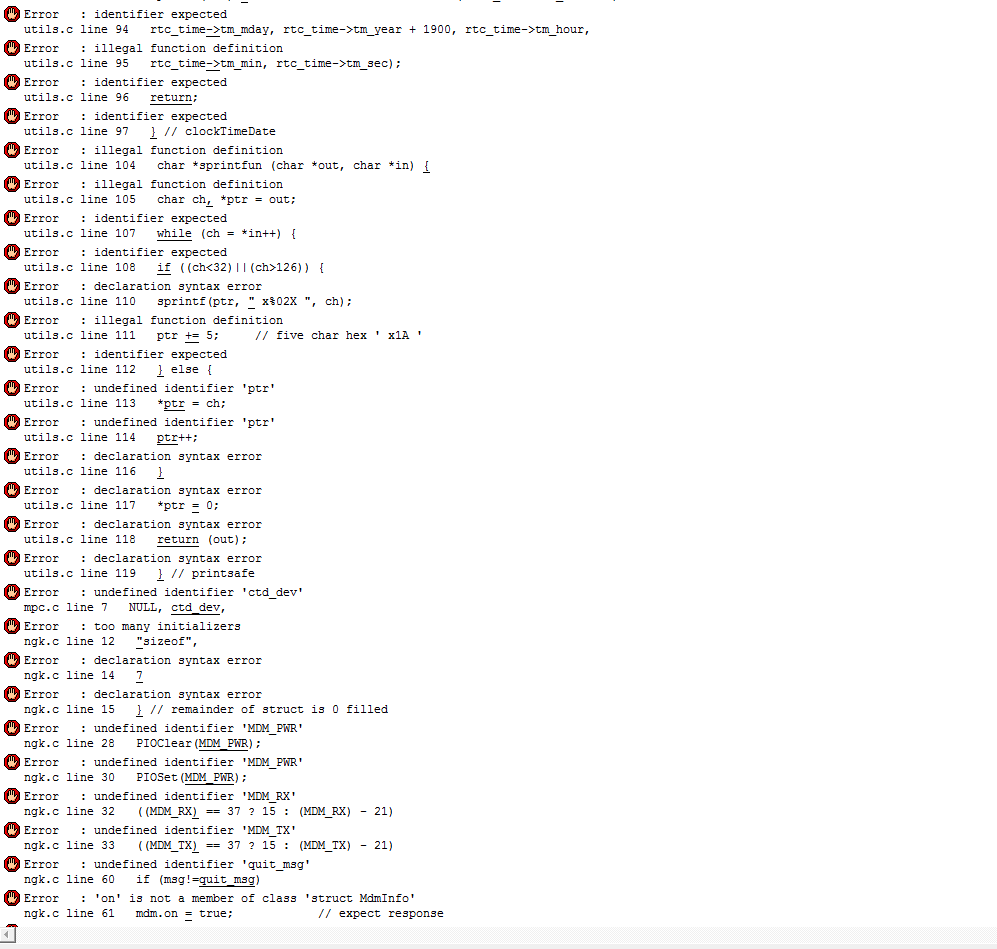 Error : identifier expected
utils.c line 94 rtc_time->tm_mday, rtc_time->tm_year + 1900, rtc_time->tm_hour,
Error : illegal function definition
utils.c line 95 rtc_time->tm_min, rtc_time->tm_sec);
Error : identifier expected
utils.c line 96 return;
Error : identifier expected
utils.c line 97 } // clockTimeDate
Error : illegal function definition
utils.c line 104 char *sprintfun (char *out, char *in) {
Error : illegal function definition
utils.c line 105 char ch, *ptr = out;
Error : identifier expected
utils.c line 107 while (ch = *in++) {
Error : identifier expected
utils.c line 108 if ((ch<32)||(ch>126)) {
Error : declaration syntax error
utils.c line 110 sprintf(ptr, " x%02X ", ch);
Error : illegal function definition
utils.c line 111 ptr += 5; // five char hex ' x1A '
Error : identifier expected
utils.c line 112 } else {
Error : undefined identifier 'ptr'
utils.c line 113 *ptr = ch;
Error : undefined identifier 'ptr'
utils.c line 114 ptr++;
Error : declaration syntax error
utils.c line 116 }
Error : declaration syntax error
utils.c line 117 *ptr = 0;
Error : declaration syntax error
utils.c line 118 return (out);
Error : declaration syntax error
utils.c line 119 } // printsafe
Error : undefined identifier 'ctd_dev'
mpc.c line 7 NULL, ctd_dev,
Error : too many initializers
ngk.c line 12 "sizeof",
Error : declaration syntax error
ngk.c line 14 7
Error : declaration syntax error
ngk.c line 15 } // remainder of struct is 0 filled
Error : undefined identifier 'MDM_PWR'
ngk.c line 28 PIOClear(MDM_PWR);
Error : undefined identifier 'MDM_PWR'
ngk.c line 30 PIOSet(MDM_PWR);
Error : undefined identifier 'MDM_RX'
ngk.c line 32 ((MDM_RX) == 37 ? 15 : (MDM_RX) - 21)
Error : undefined identifier 'MDM_TX'
ngk.c line 33 ((MDM_TX) == 37 ? 15 : (MDM_TX) - 21)
Error : undefined identifier 'quit_msg'
ngk.c line 60 if (msg!=quit_msg)
Error : 'on' is not a member of class 'struct MdmInfo'
ngk.c line 61 mdm.on = true; // expect response